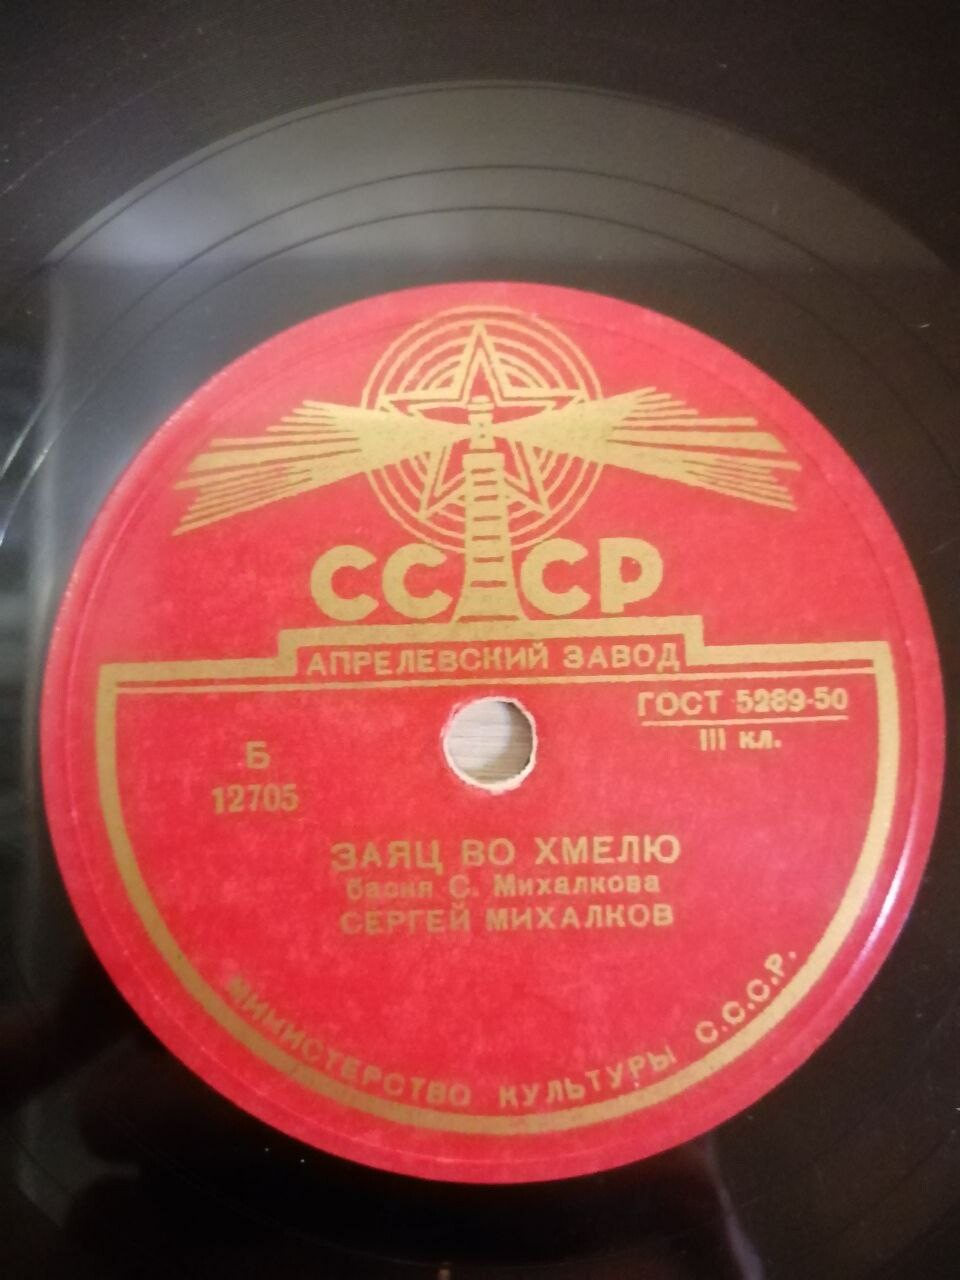 СССР
АПРЕЛЕВСКИЙ ЗАВОД
ГОСТ 5289-50
III кл.
Б
12705
ЗАЯЦ ВО ХМЕЛЮ
басня С. Михалкова
СЕРГЕЙ МИХАЛКОВ
МИНИСТЕРСТВО КУЛЬТУРЫ С.С.С.Р.